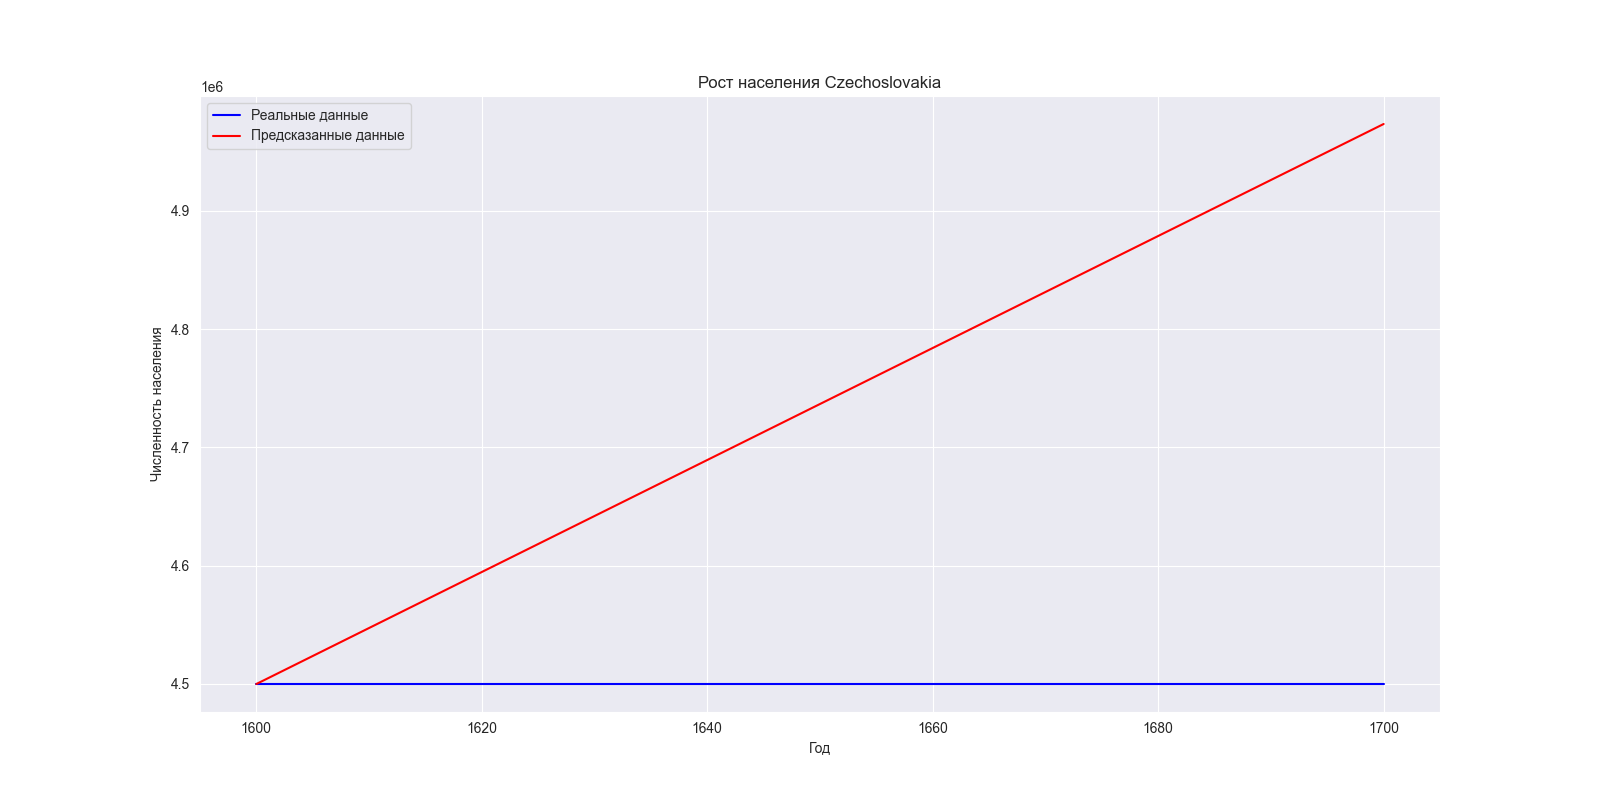 Рост населения Czechoslovakia
1e6
Реальные данные
Предсказанные данные
4.9
4.8
4.7
4.6
4.5
Численность населения
1600 1620 1640 1660 1680 1700
Год